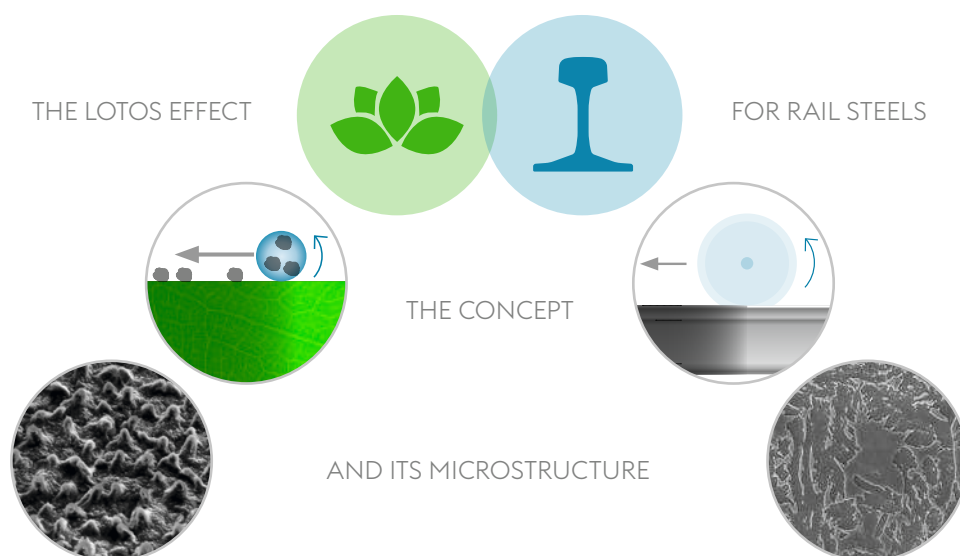 THE LOTOS EFFECT
FOR RAIL STEELS
THE CONCEPT
AND ITS MICROSTRUCTURE